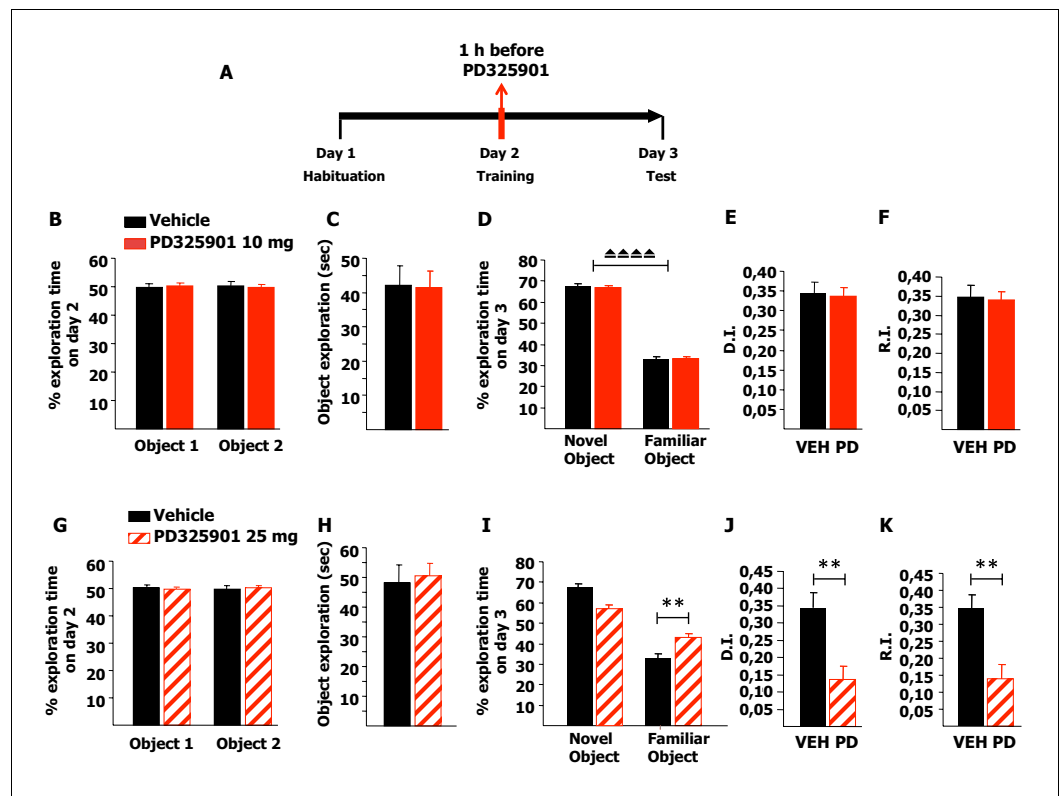 A
1 h before
PD325901
Day 1
Habituation
Day 2
Training
Day 3
Test
B
Vehicle
PD325901 10 mg
% exploration time
on day 2
60
50
40
30
20
10
Object 1 Object 2
C
Object exploration (sec)
50
40
30
20
10
D
% exploration time
on day 3
80
70
60
50
40
30
20
10
Novel
Object
Familiar
Object
E
D.I.
0,40
0,35
0,30
0,25
0,20
0,15
0,10
0,05
VEH PD
F
R.I.
0,40
0,35
0,30
0,25
0,20
0,15
0,10
0,05
VEH PD
G
Vehicle
PD325901 25 mg
% exploration time
on day 2
60
50
40
30
20
10
Object 1 Object 2
H
Object exploration (sec)
60
50
40
30
20
10
I
% exploration time
on day 3
80
70
60
50
40
30
20
10
**
Novel
Object
Familiar
Object
J
D.I.
0,45
0,40
0,35
0,30
0,25
0,20
0,15
0,10
0,05
**
VEH PD
K
R.I.
0,45
0,40
0,35
0,30
0,25
0,20
0,15
0,10
0,05
**
VEH PD